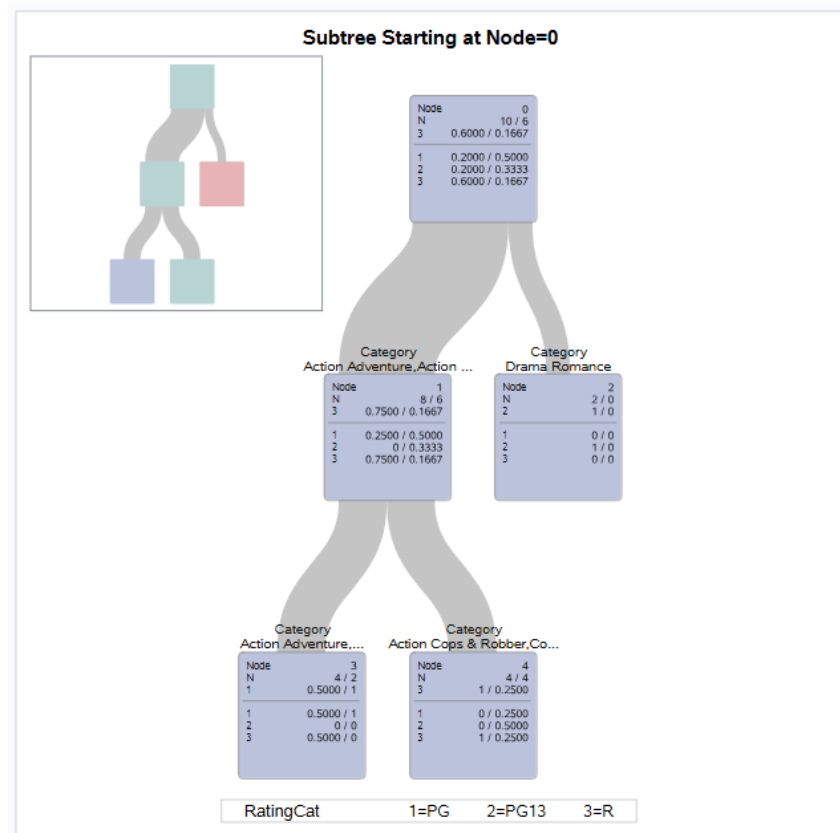 Subtree Starting at Node=0
Node 0
N 10 / 6
3 0.6000 / 0.1667
1 0.2000 / 0.5000
2 0.2000 / 0.3333
3 0.6000 / 0.1667
Category
Action Adventure,Action ...
Node 1
N 8 / 6
3 0.7500 / 0.1667
1 0.2500 / 0.5000
2 0 / 0.3333
3 0.7500 / 0.1667
Category
Drama Romance
Node 2
N 2 / 0
2 1 / 0
1 0 / 0
2 1 / 0
3 0 / 0
Category
Action Adventure,...
Node 3
N 4 / 2
1 0.5000 / 1
1 0.5000 / 1
2 0 / 0
3 0.5000 / 0
Category
Action Cops & Robber,Co...
Node 4
N 4 / 4
3 1 / 0.2500
1 0 / 0.2500
2 0 / 0.5000
3 1 / 0.2500
RatingCat 1=PG 2=PG13 3=R